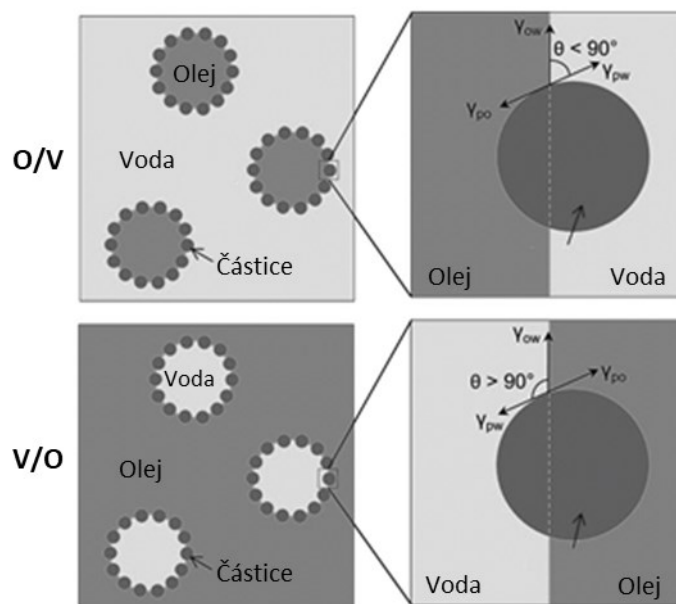 O/V
Olej
Voda
Částice
γow
θ < 90°
γpw
γpo
Olej
Voda
V/O
Voda
Olej
Částice
γow
θ > 90°
γpo
γpw
Voda
Olej